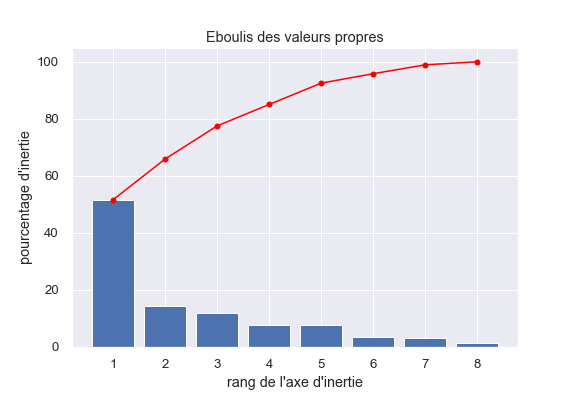 Eboulis des valeurs propres
100
80
60
40
20
0
pourcentage d'inertie
1 2 3 4 5 6 7 8
rang de l'axe d'inertie